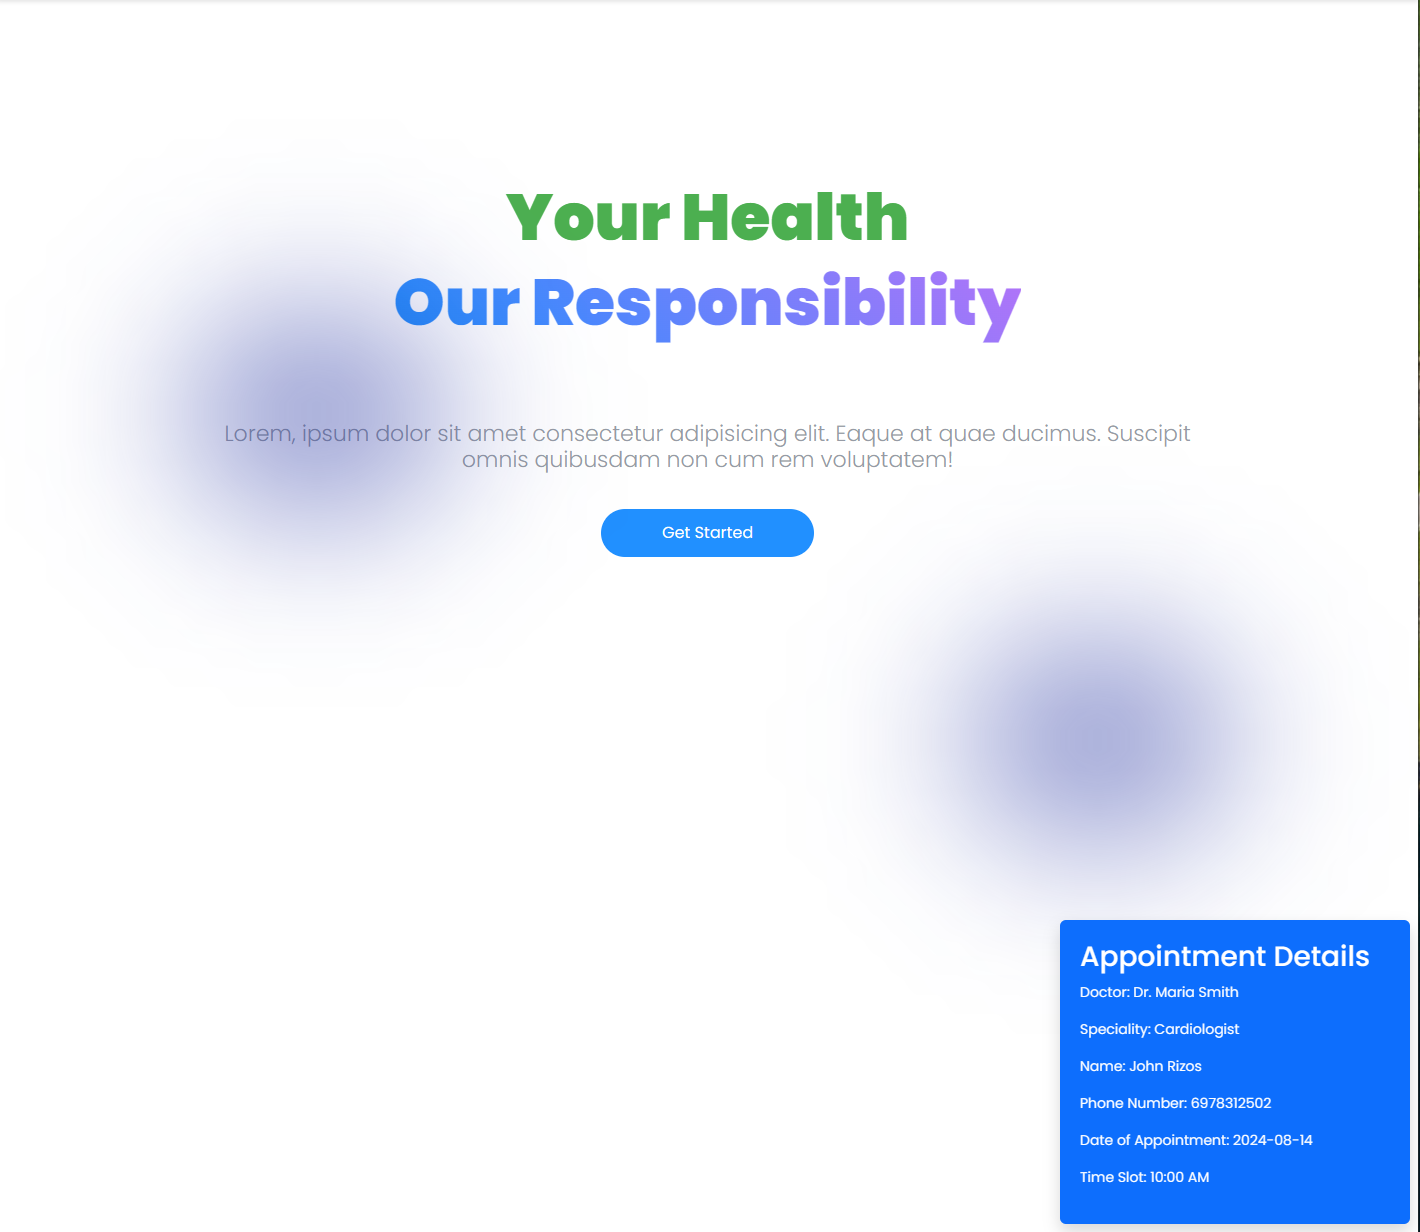 Your Health
Our Responsibility
Lorem, ipsum dolor sit amet consectetur adipisicing elit. Eaque at quae ducimus. Suscipit
omnis quibusdam non cum rem voluptatem!
Get Started
Appointment Details
Doctor: Dr. Maria Smith
Speciality: Cardiologist
Name: John Rizos
Phone Number: 6978312502
Date of Appointment: 2024-08-14
Time Slot: 10:00 AM